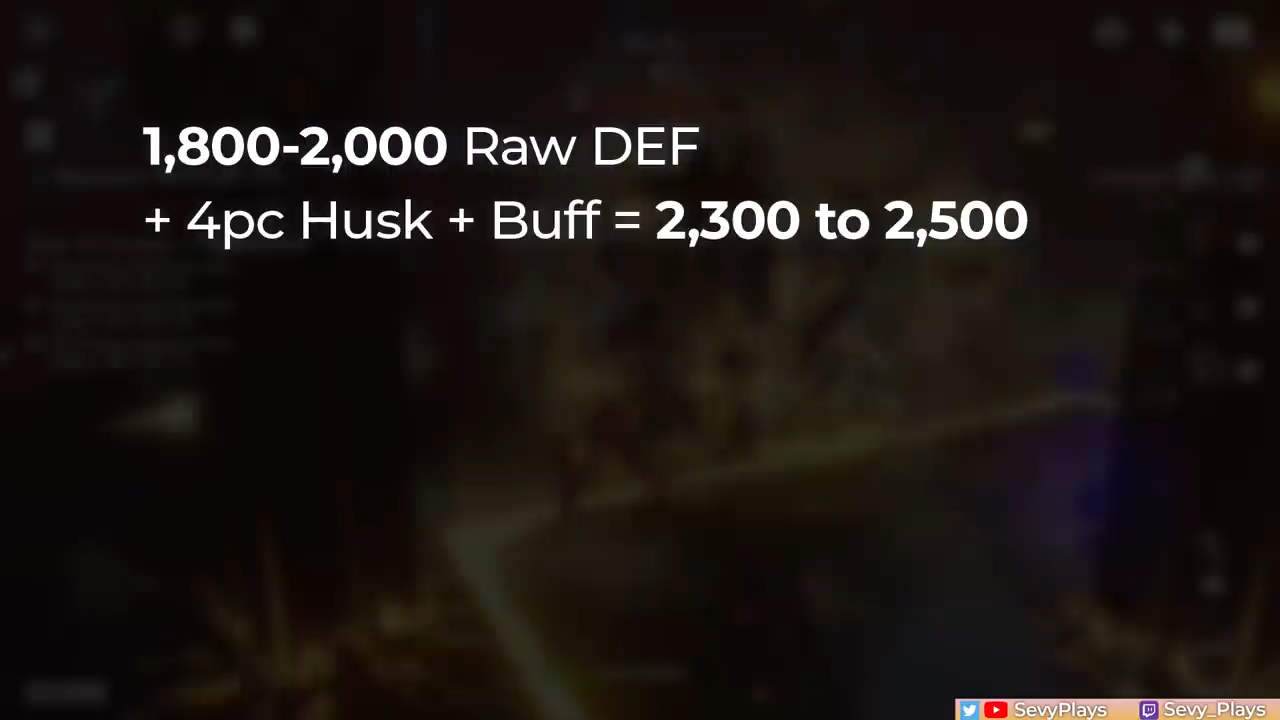 1,800-2,000 Raw DEF
+ 4pc Husk + Buff = 2,300 to 2,500
SevyPlays Sevy_Plays